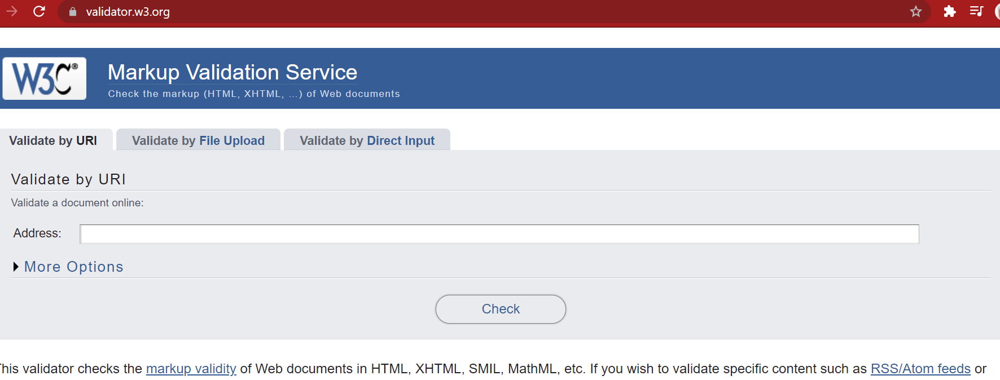 validator.w3.org
W3C®
Markup Validation Service
Check the markup (HTML, XHTML, ...) of Web documents
Validate by URI
Validate by File Upload
Validate by Direct Input
Validate by URI
Validate a document online:
Address:
More Options
Check
This validator checks the markup validity of Web documents in HTML, XHTML, SMIL, MathML, etc. If you wish to validate specific content such as RSS/Atom feeds or